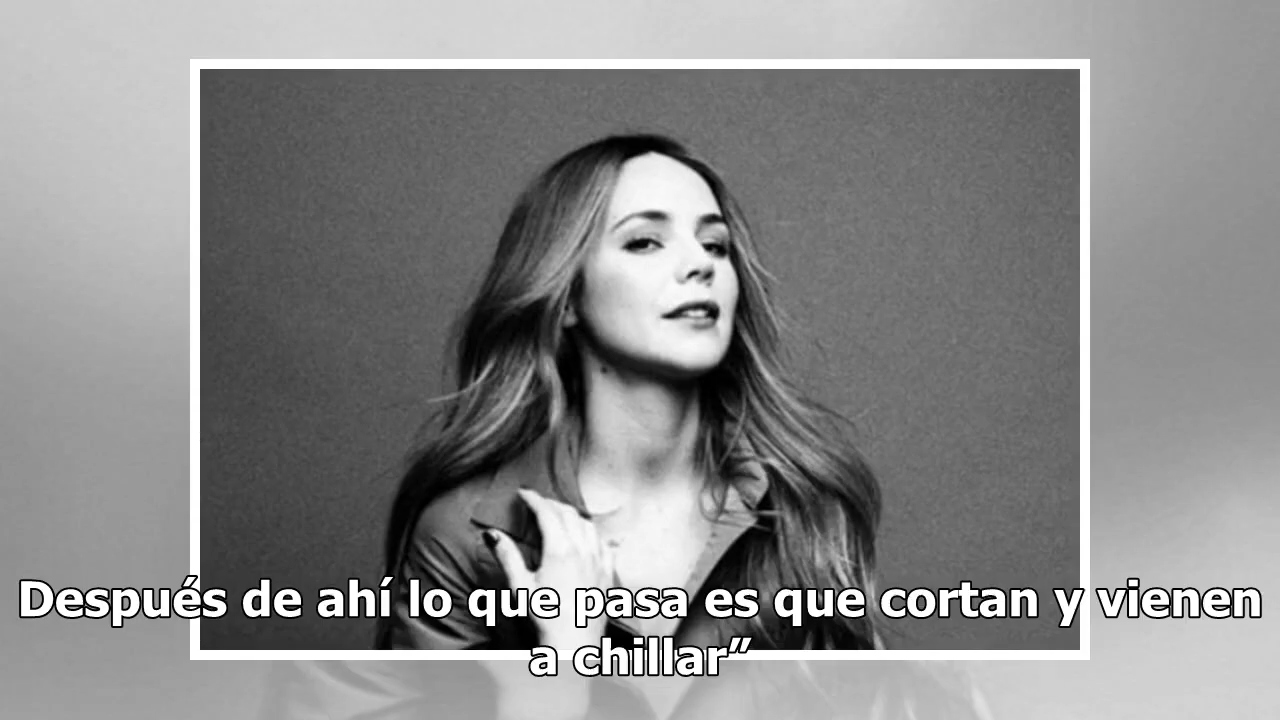 Después de ahí lo que pasa es que cortan y vienen
a chillar”